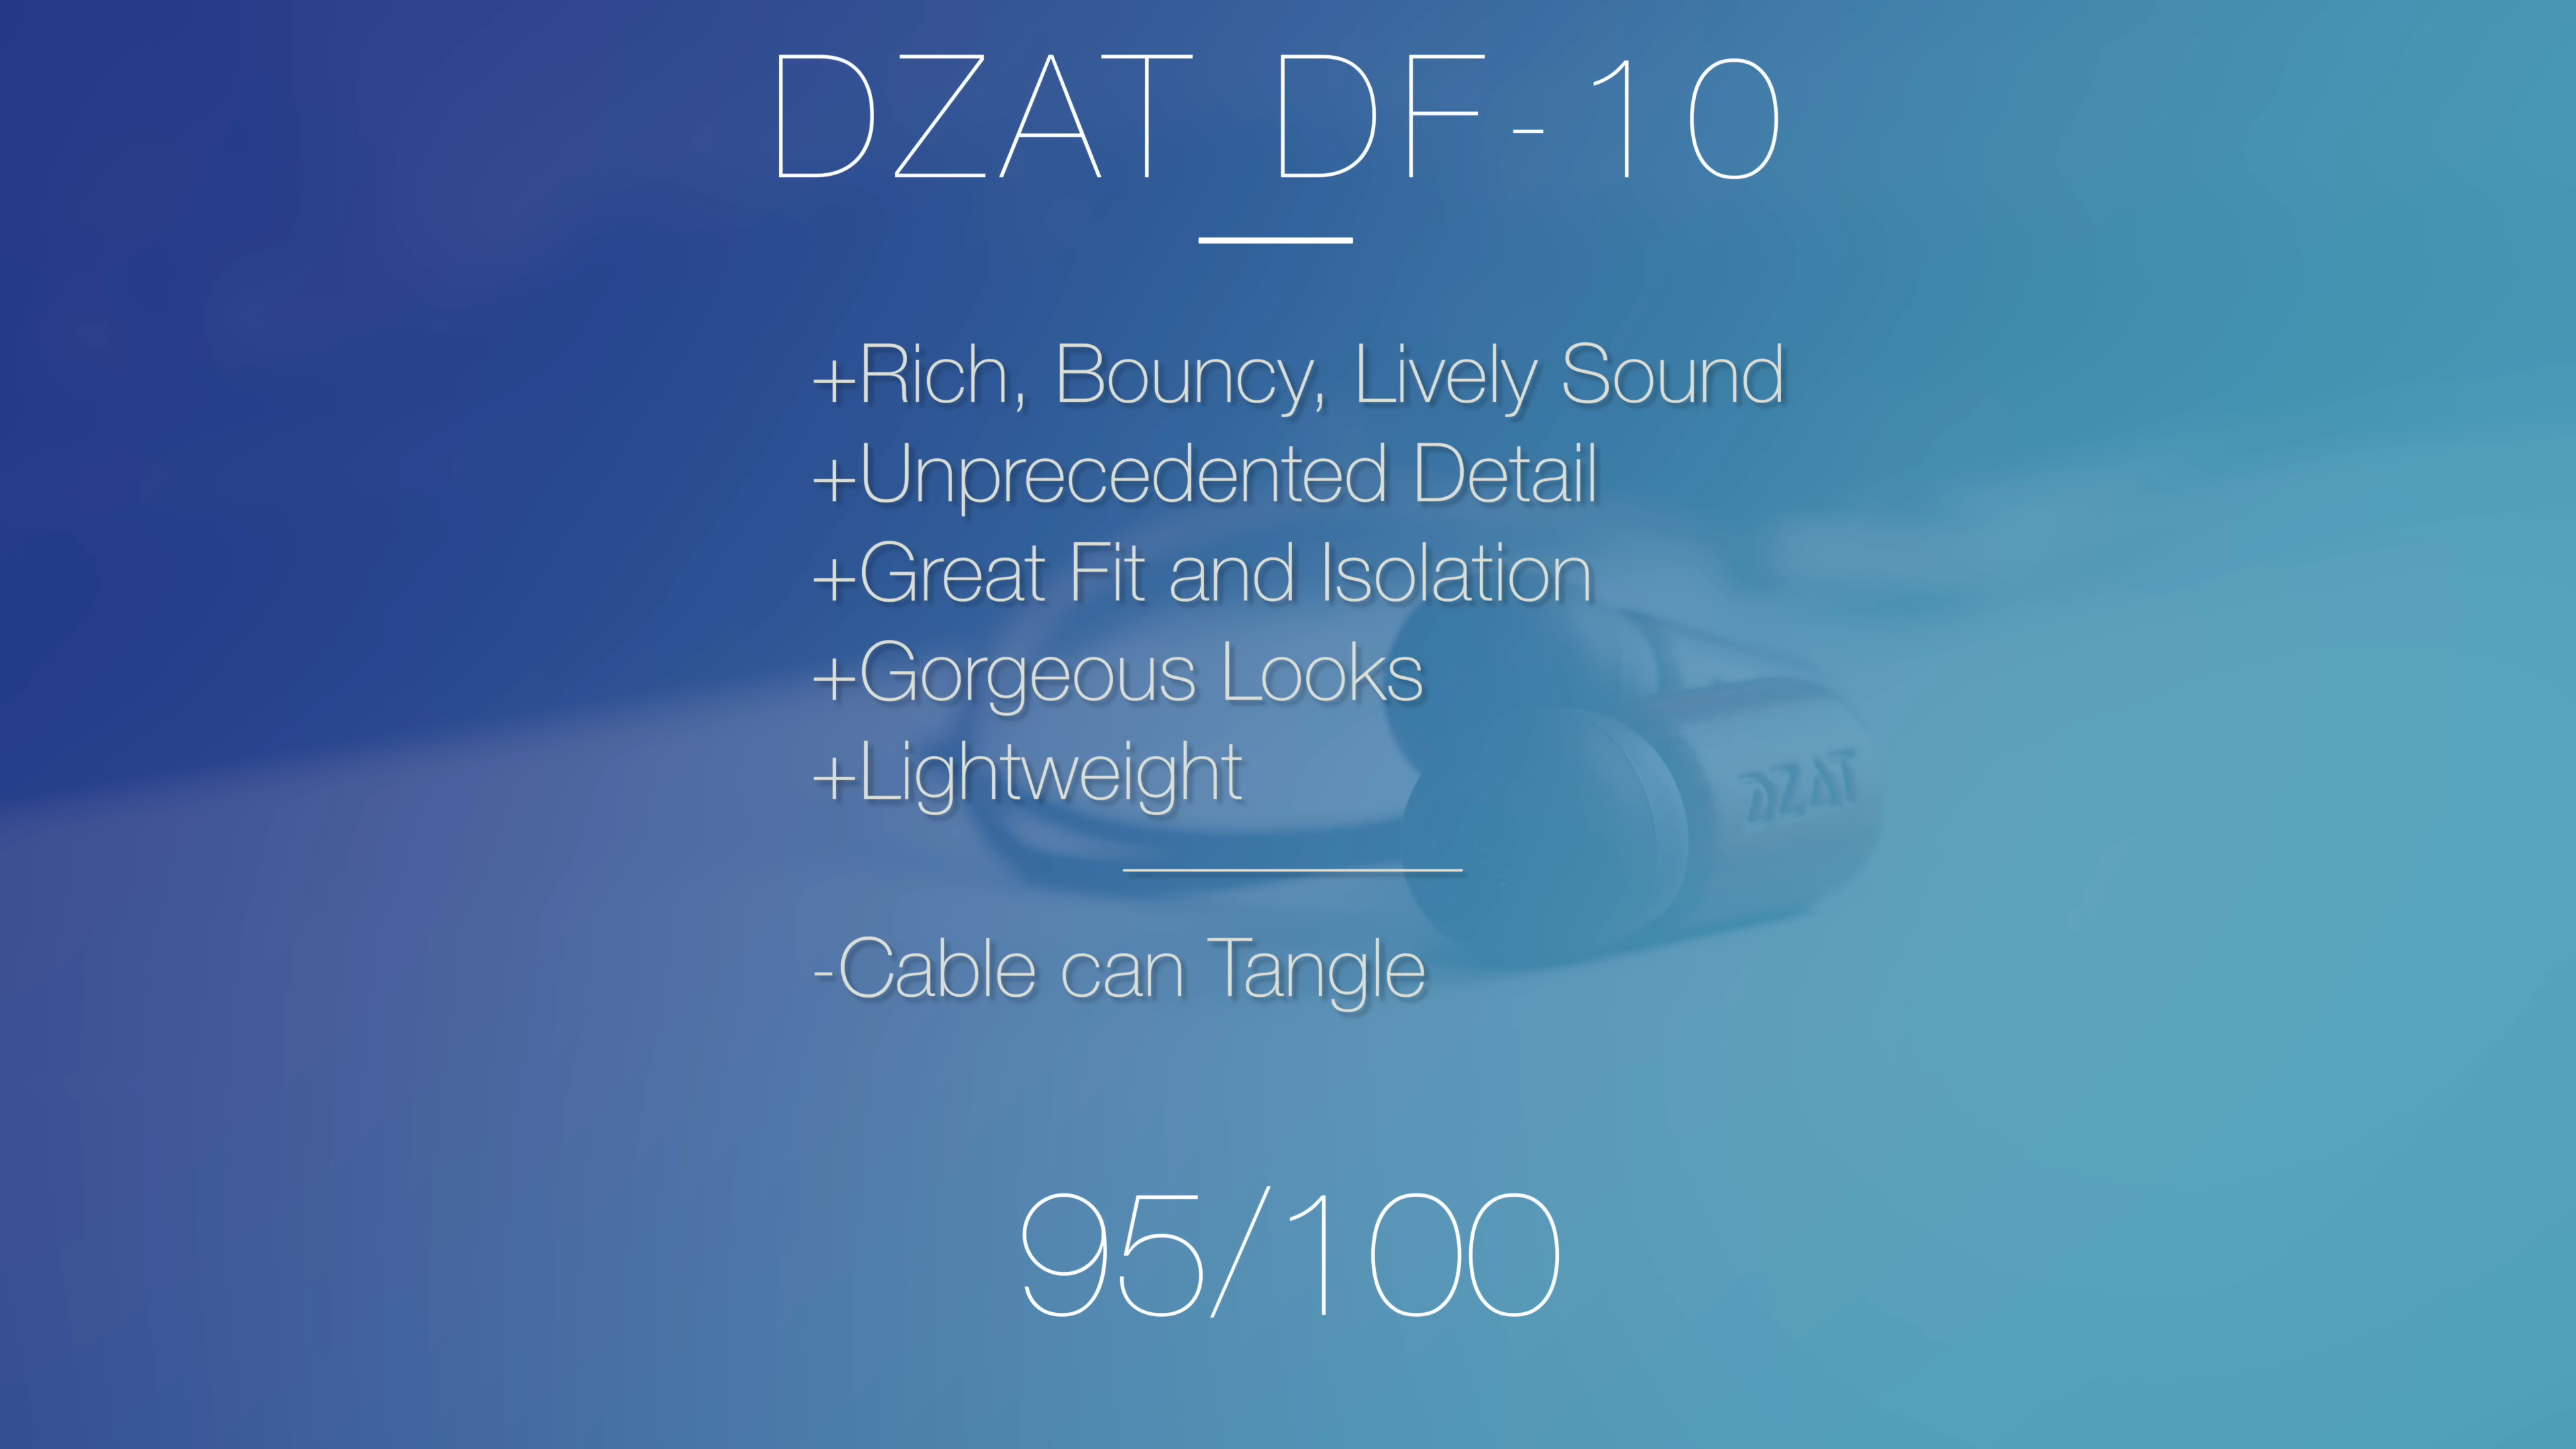 DZAT DF-10
+Rich, Bouncy, Lively Sound
+Unprecedented Detail
+Great Fit and Isolation
+Gorgeous Looks
+Lightweight
DZAT
-Cable can Tangle
95/100